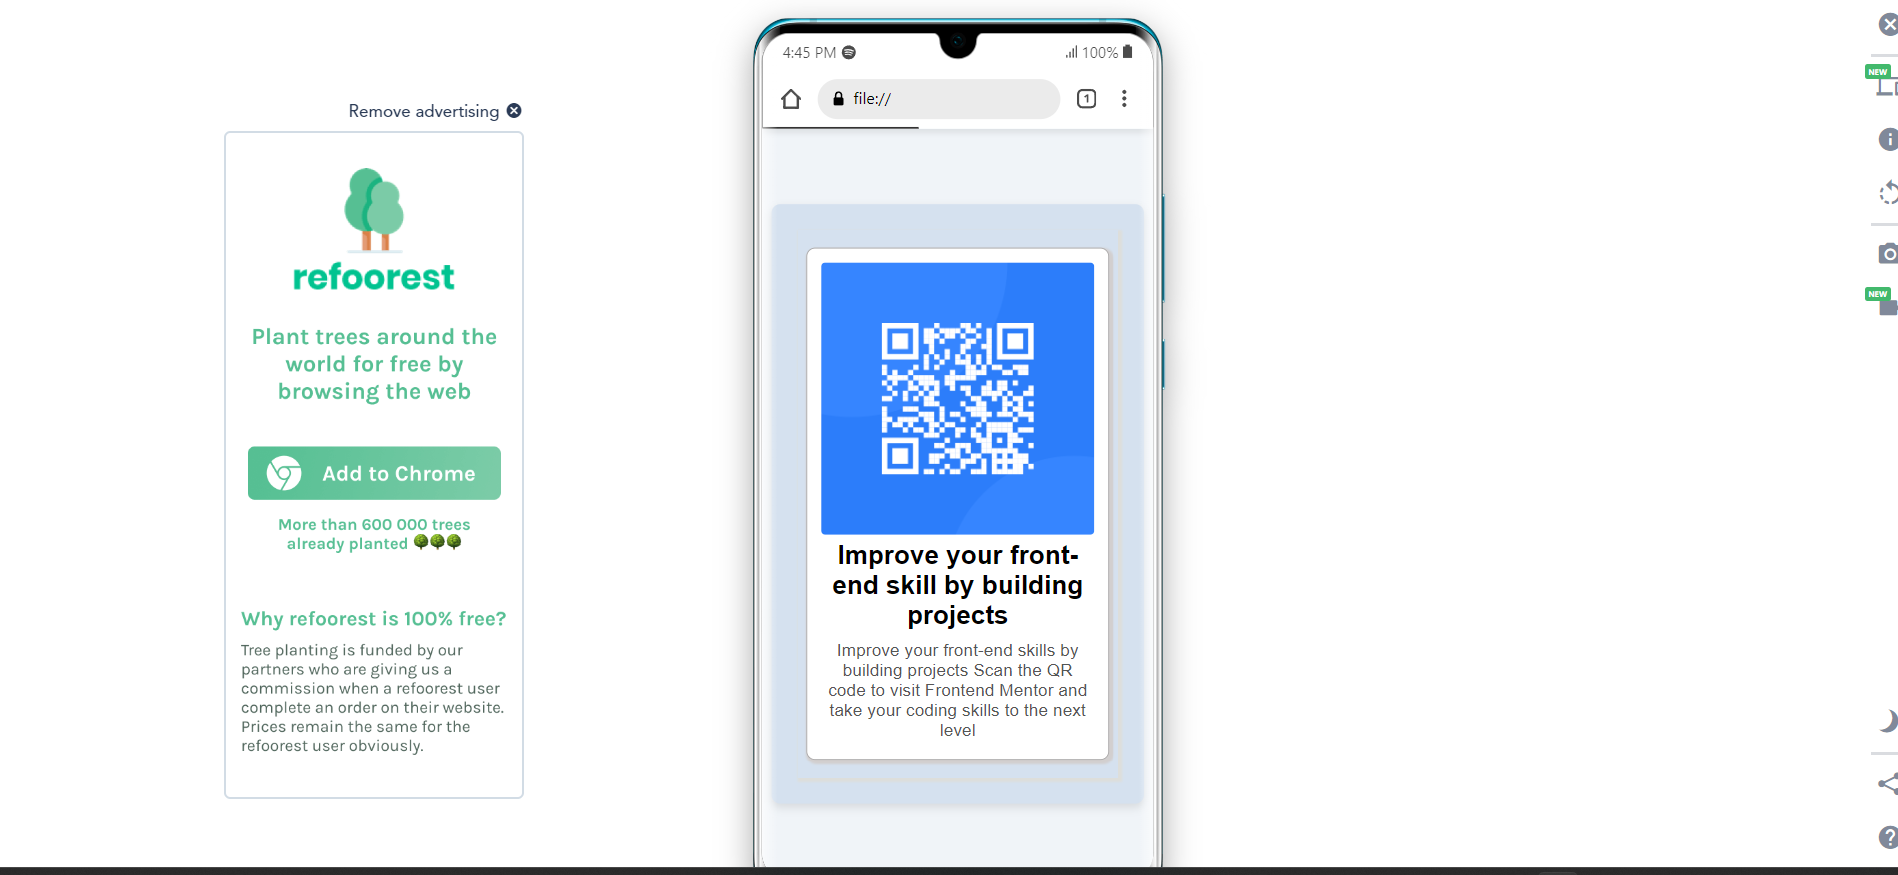 Remove advertising
refoorest
Plant trees around the
world for free by
browsing the web
Add to Chrome
More than 600 000 trees
already planted 🌳🌳🌳
Why refoorest is 100% free?
Tree planting is funded by our
partners who are giving us a
commission when a refoorest user
complete an order on their website.
Prices remain the same for the
refoorest user obviously.
4:45 PM
100%
file://
1
Improve your front-
end skill by building
projects
Improve your front-end skills by
building projects Scan the QR
code to visit Frontend Mentor and
take your coding skills to the next
level
NEW
NEW